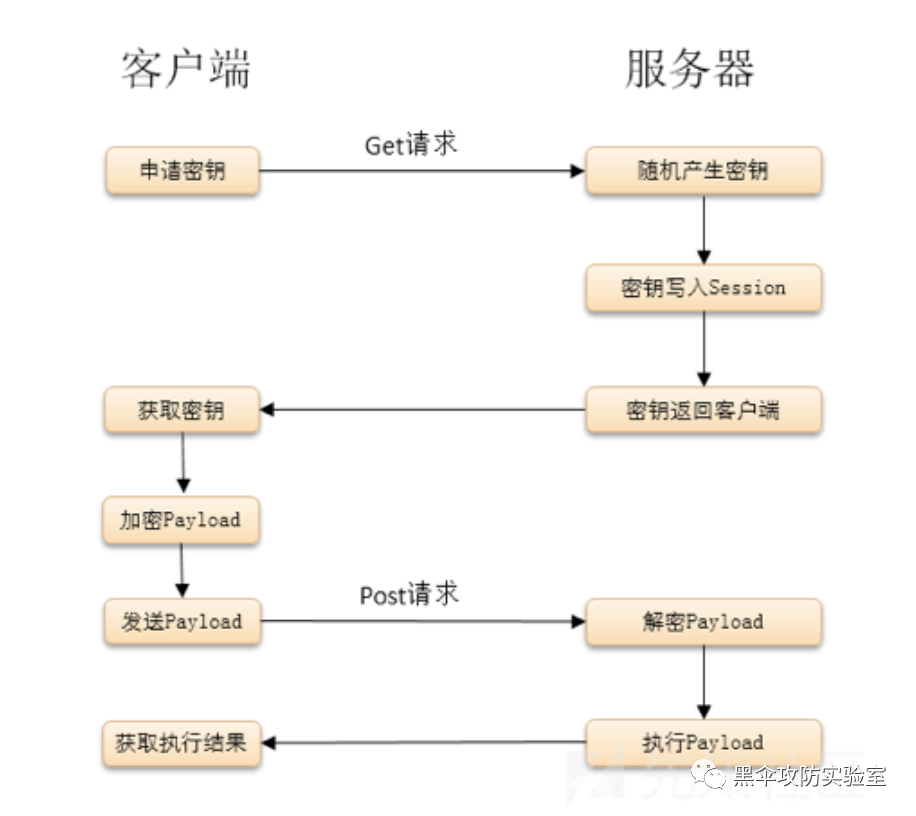 客户端 服务器
Get请求
申请密钥 随机产生密钥
密钥写入Session
获取密钥 密钥返回客户端
加密Payload
Post请求
发送Payload 解密Payload
获取执行结果 执行Payload
黑伞攻防实验室